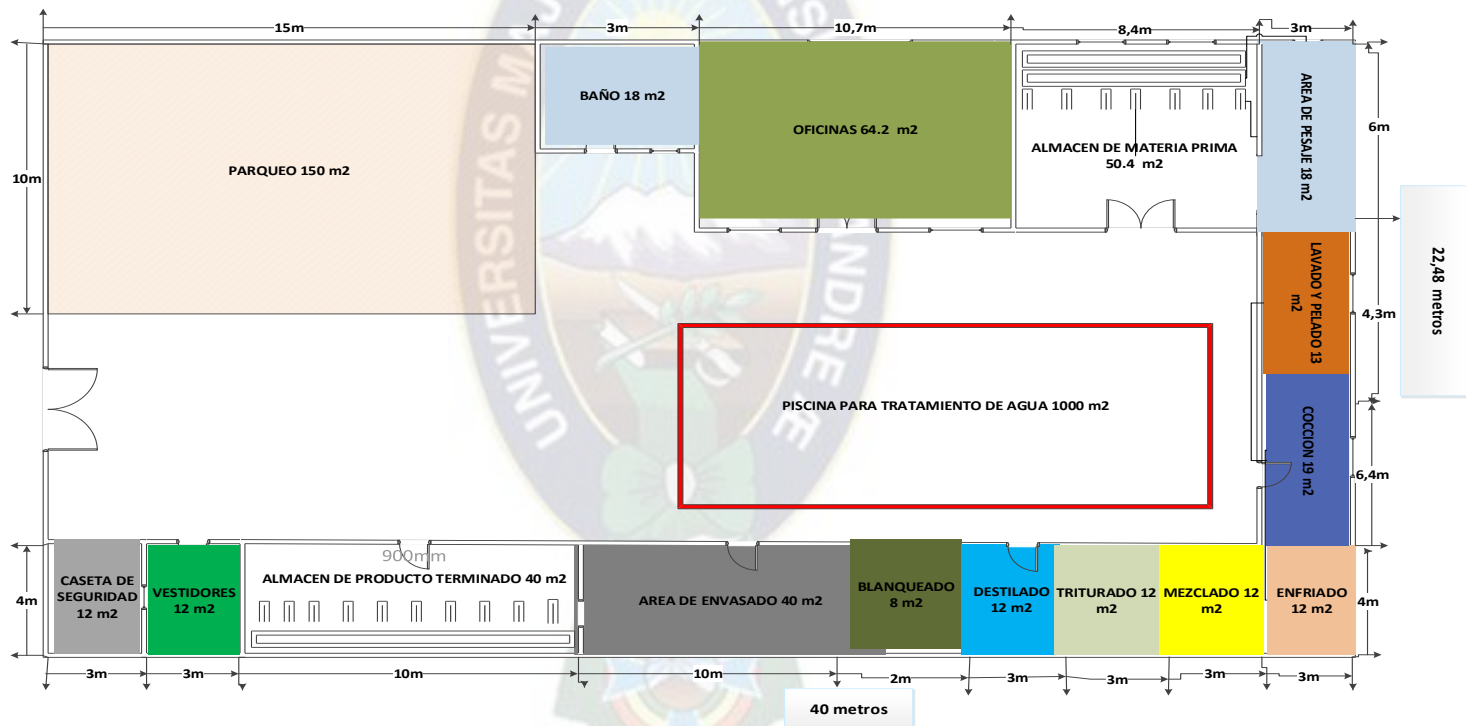 15m
3m
10,7m
8,4m
3m
BAÑO 18 m2
OFICINAS 64.2 m2
AREA DE PESAJE 18 m2
6m
ALMACEN DE MATERIA PRIMA
50.4 m2
PARQUEO 150 m2
10m
22,48 metros
LAVADO Y PELADO 13
m2
4,3m
PISCINA PARA TRATAMIENTO DE AGUA 1000 m2
COCCION 19 m2
6,4m
UNIVERSITAS
ANDRE
900mm
4m
CASETA DE
SEGURIDAD
12 m2
VESTIDORES
12 m2
ALMACEN DE PRODUCTO TERMINADO 40 m2
AREA DE ENVASADO 40 m2
BLANQUEADO
8 m2
DESTILADO
12 m2
TRITURADO 12
m2
MEZCLADO 12
m2
ENFRIADO
12 m2
4m
3m
3m
10m
10m
2m
3m
3m
3m
3m
40 metros